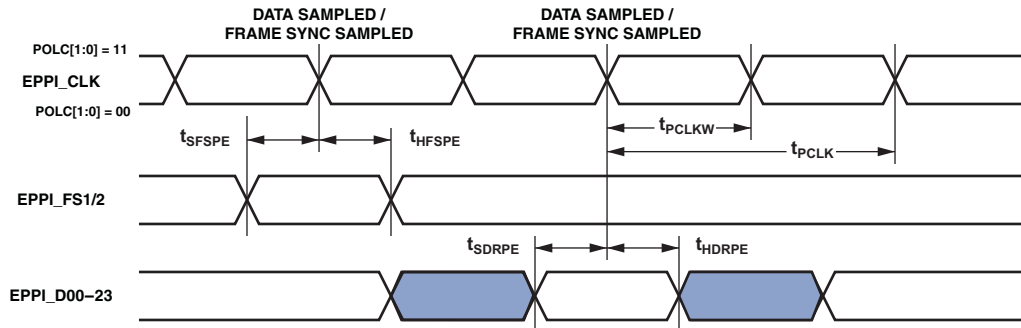 DATA SAMPLED /
FRAME SYNC SAMPLED
DATA SAMPLED /
FRAME SYNC SAMPLED
POLC[1:0] = 11
EPPI_CLK
POLC[1:0] = 00
tSFSPE
tHFSPE
tPCLKW
tPCLK
EPPI_FS1/2
tSDRPE
tHDRPE
EPPI_D00–23